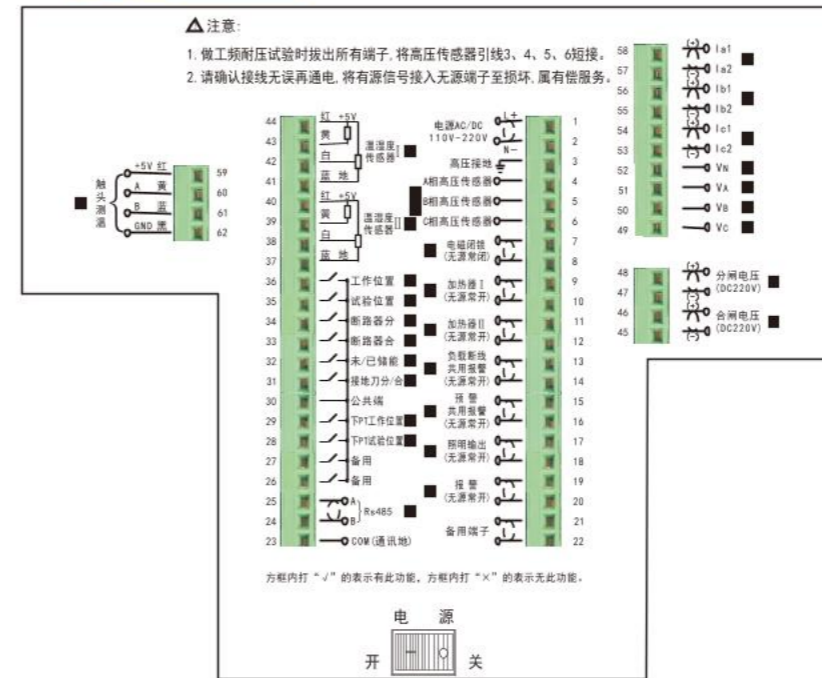 注意:
1. 做工频耐压试验时拔出所有端子, 将高压传感器引线3、4、5、6短接。
2. 请确认接线无误再通电, 将有源信号接入无源端子至损坏, 属有偿服务。
触头测温
+5V 红 59
A 黄 60
B 蓝 61
GND 黑 62
44 红 +5V
43 黄
42 白
41 蓝 地
温湿度传感器I
40 红 +5V
39 黄
38 白
37 蓝 地
温湿度传感器II
36 工作位置
35 试验位置
34 断路器分
33 断路器合
32 未/已储能
31 接地刀分/合
30 公共端
29 下PT工作位置
28 下PT试验位置
27 备用
26 备用
25 A
24 B
Rs485
23 COM(通讯地)
电源AC/DC
110V-220V
L+ 1
N- 2
高压接地 3
A相高压传感器 4
B相高压传感器 5
C相高压传感器 6
电磁闭锁
(无源常闭)
7
8
加热器I
(无源常开)
9
10
加热器II
(无源常开)
11
12
负载断线
共用报警
(无源常开)
13
14
预警
共用报警
(无源常开)
15
16
照明输出
(无源常开)
17
18
报警
(无源常开)
19
20
备用端子
21
22
58 (+) Ia1
57 (-) Ia2
56 (+) Ib1
55 (-) Ib2
54 (+) Ic1
53 (-) Ic2
52 VN
51 VA
50 VB
49 VC
48 (+)
47 (-)
分闸电压
(DC220V)
46 (+)
45 (-)
合闸电压
(DC220V)
方框内打“√”的表示有此功能, 方框内打“×”的表示无此功能。
电 源
开 关